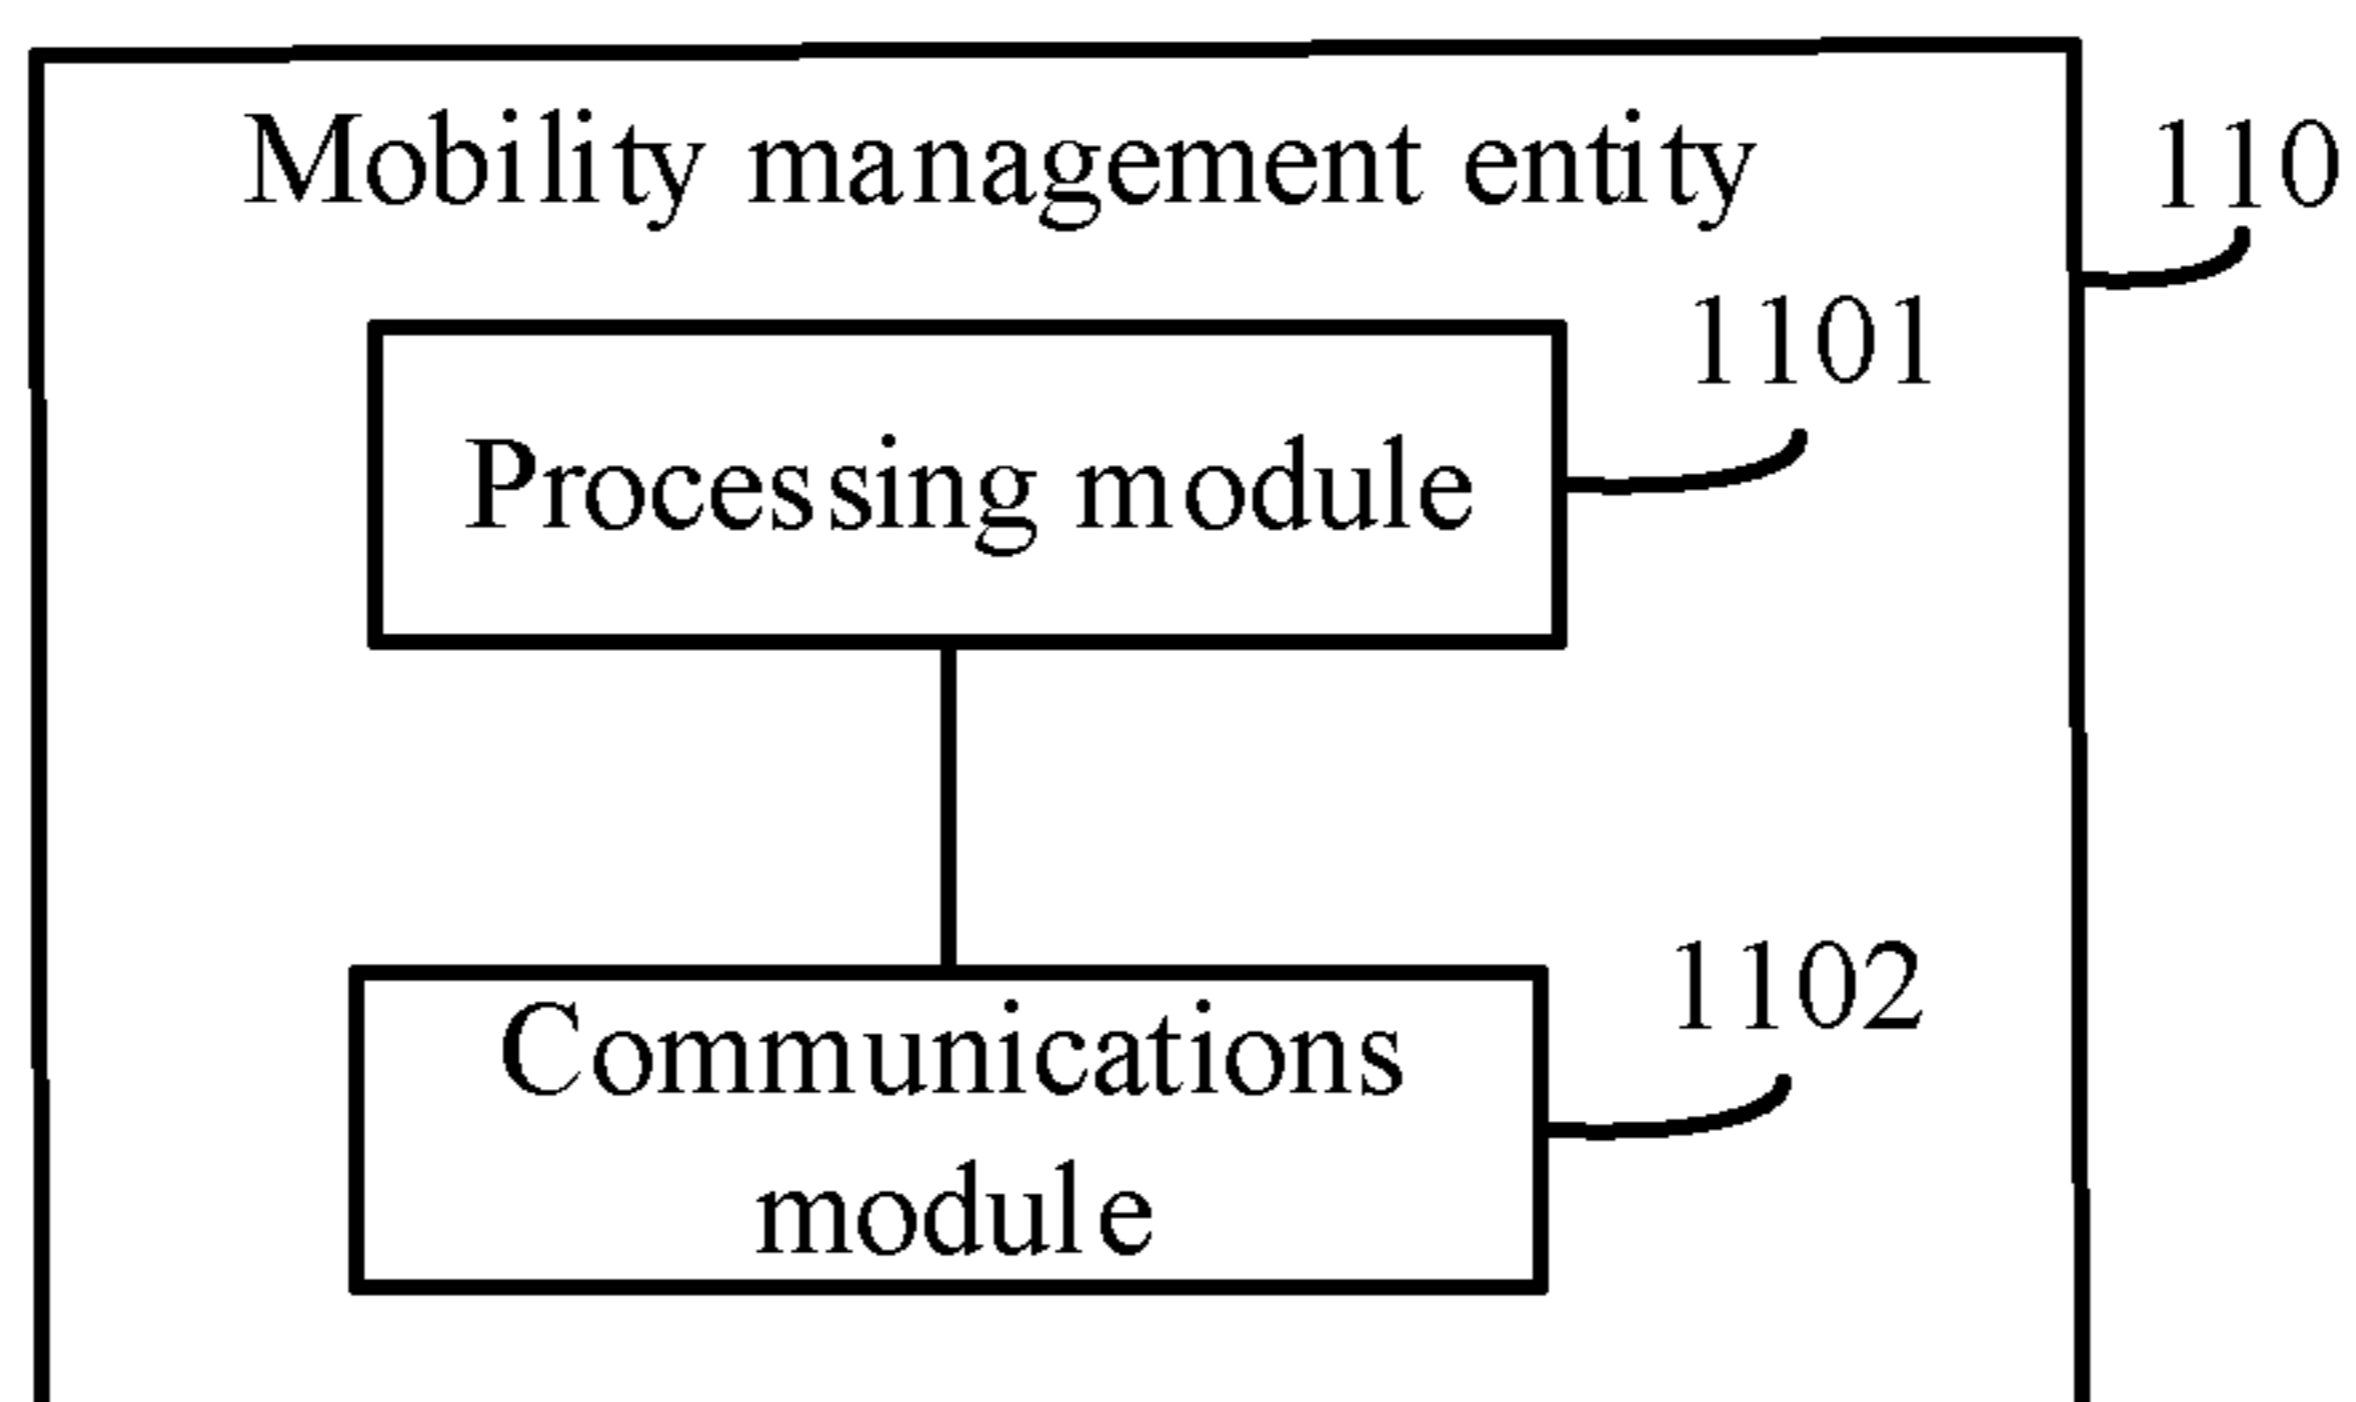 Mobility management entity
110
1101
Processing module
1102
Communications
module